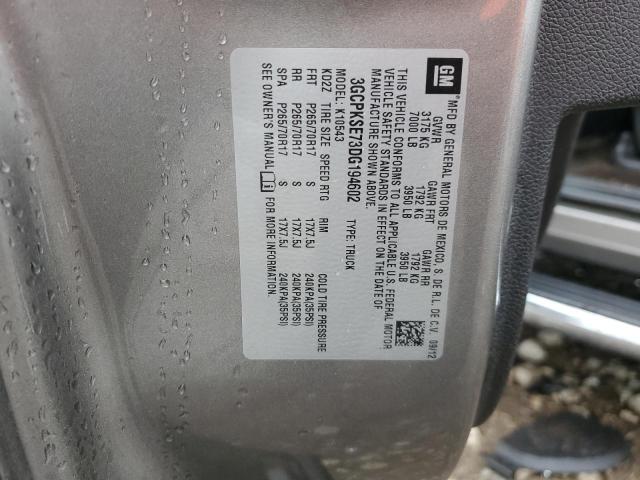 GM
MFD BY GENERAL MOTORS DE MEXICO, S. DE R.L. DE C.V. 09/12
GVWR GAWR FRT GAWR RR
3175 KG 1792 KG 1792 KG
7000 LB 3950 LB 3950 LB
THIS VEHICLE CONFORMS TO ALL APPLICABLE U.S. FEDERAL MOTOR
VEHICLE SAFETY STANDARDS IN EFFECT ON THE DATE OF
MANUFACTURE SHOWN ABOVE.
3GCPKSE73DG194602 TYPE: TRUCK
MODEL: K10543
KD2Z TIRE SIZE SPEED RTG RIM COLD TIRE PRESSURE
FRT P265/70R17 S 17X7.5J 240KPA(35PSI)
RR P265/70R17 S 17X7.5J 240KPA(35PSI)
SPA P265/70R17 S 17X7.5J 240KPA(35PSI)
SEE OWNER'S MANUAL FOR MORE INFORMATION.